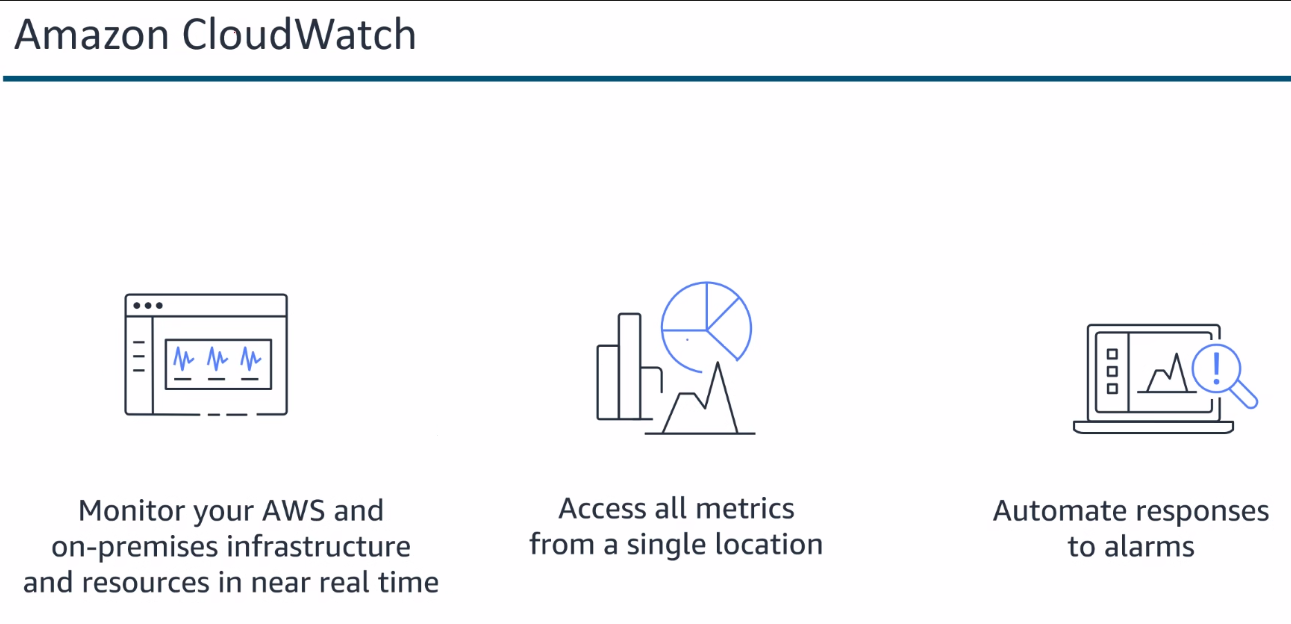 Amazon CloudWatch
Monitor your AWS and
on-premises infrastructure
and resources in near real time
Access all metrics
from a single location
Automate responses
to alarms